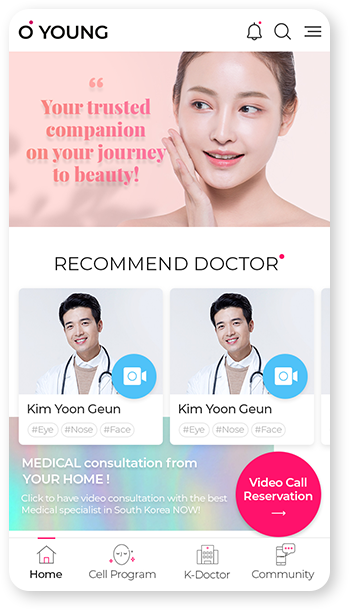 O YOUNG
“
Your trusted
companion
on your journey
to beauty!
RECOMMEND DOCTOR
Kim Yoon Geun
#Eye #Nose #Face
Kim Yoon Geun
#Eye #Nose #Face
MEDICAL consultation from
YOUR HOME !
Click to have video consultation with the best
Medical specialist in South Korea NOW!
Video Call
Reservation
Home
Cell Program
K-Doctor
Community